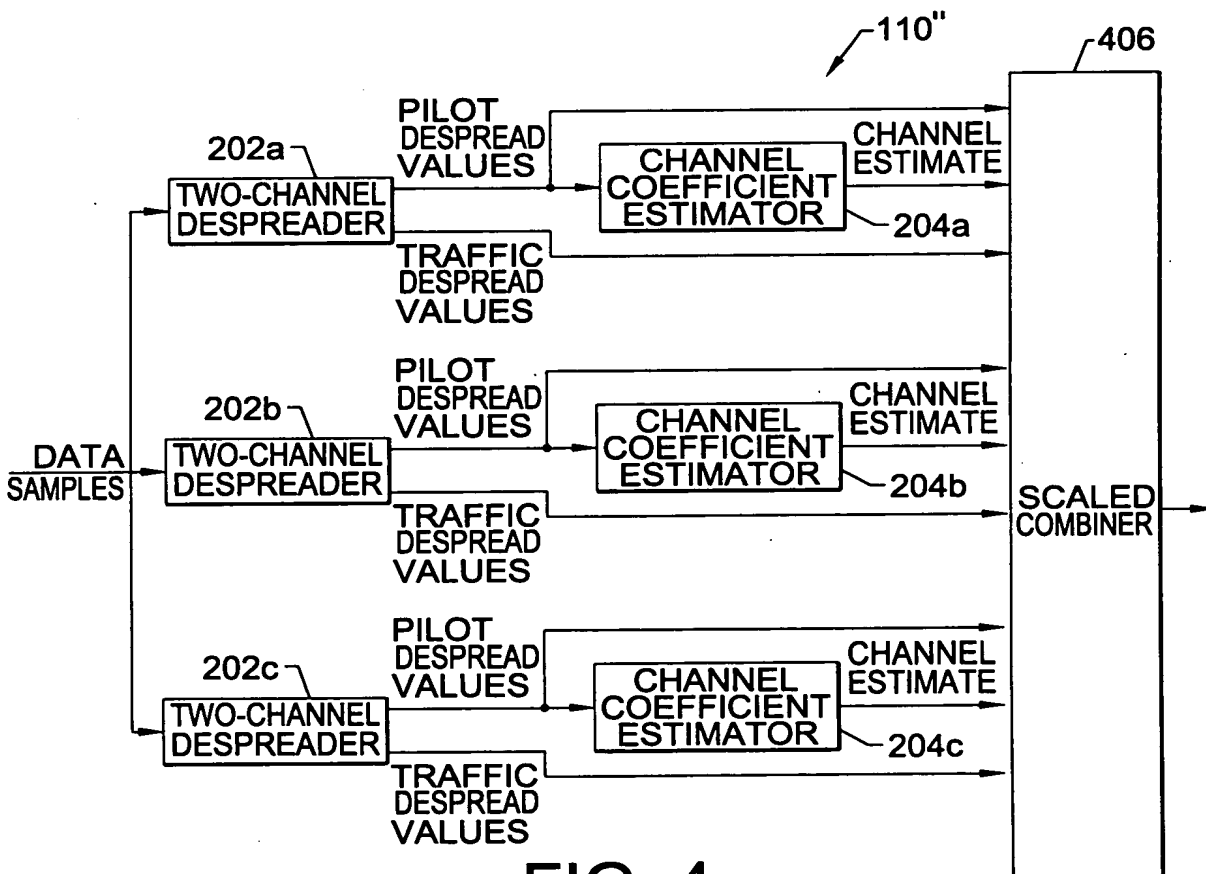 110"
406
PILOT
DESPREAD
VALUES
CHANNEL
ESTIMATE
202a
TWO-CHANNEL
DESPREADER
CHANNEL
COEFFICIENT
ESTIMATOR
204a
TRAFFIC
DESPREAD
VALUES
PILOT
DESPREAD
VALUES
CHANNEL
ESTIMATE
202b
DATA
SAMPLES
TWO-CHANNEL
DESPREADER
CHANNEL
COEFFICIENT
ESTIMATOR
204b
TRAFFIC
DESPREAD
VALUES
SCALED
COMBINER
PILOT
DESPREAD
VALUES
CHANNEL
ESTIMATE
202c
TWO-CHANNEL
DESPREADER
CHANNEL
COEFFICIENT
ESTIMATOR
204c
TRAFFIC
DESPREAD
VALUES
FIG. 4